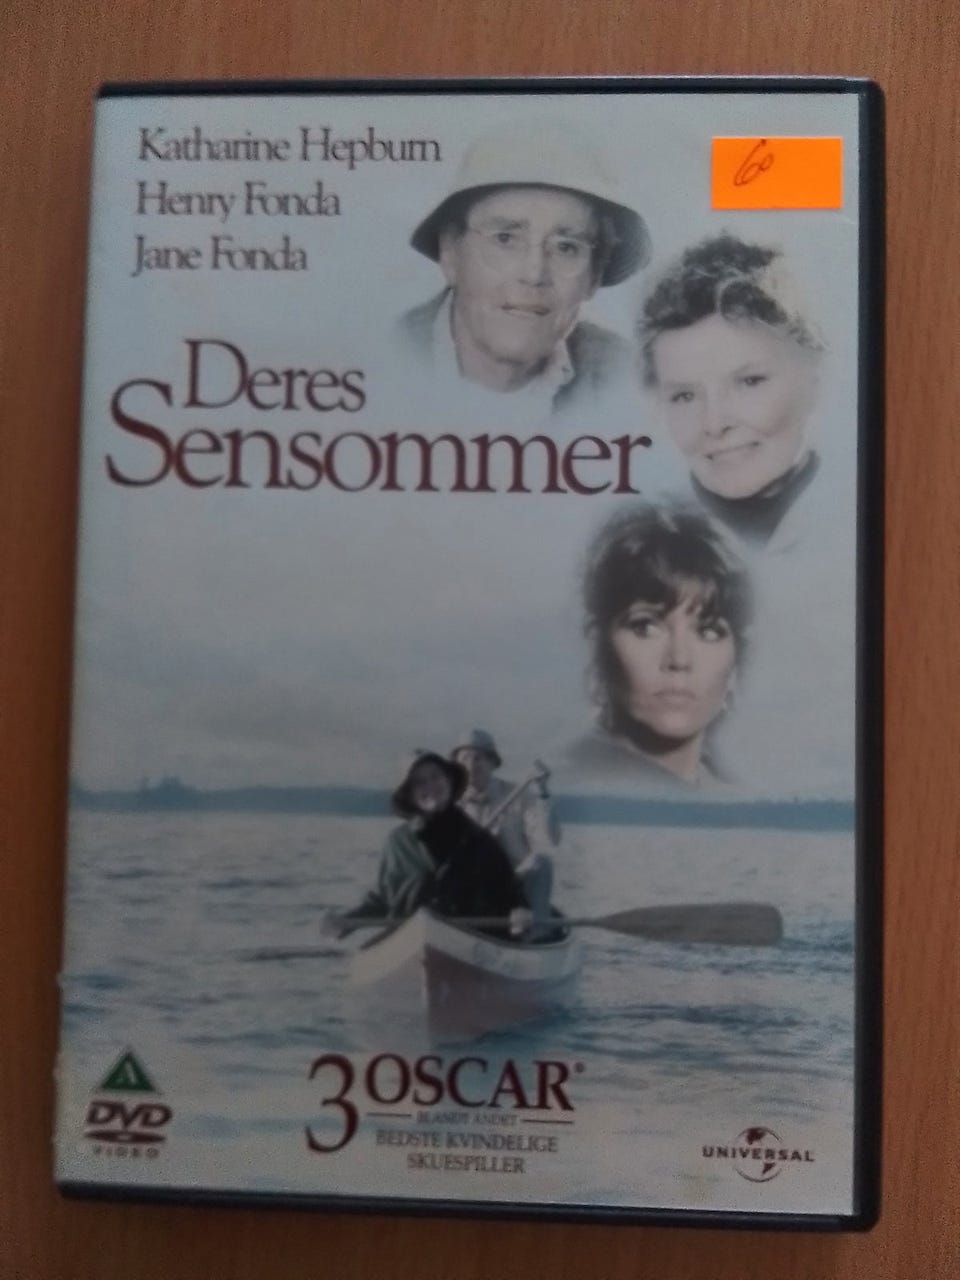 Katharine Hepburn
60
Henry Fonda
Jane Fonda
Deres
Sensommer
3 OSCAR®
BLANDT ANDET
BEDSTE KVINDELIGE
SKUESPILLER
A
DVD
VIDEO
UNIVERSAL